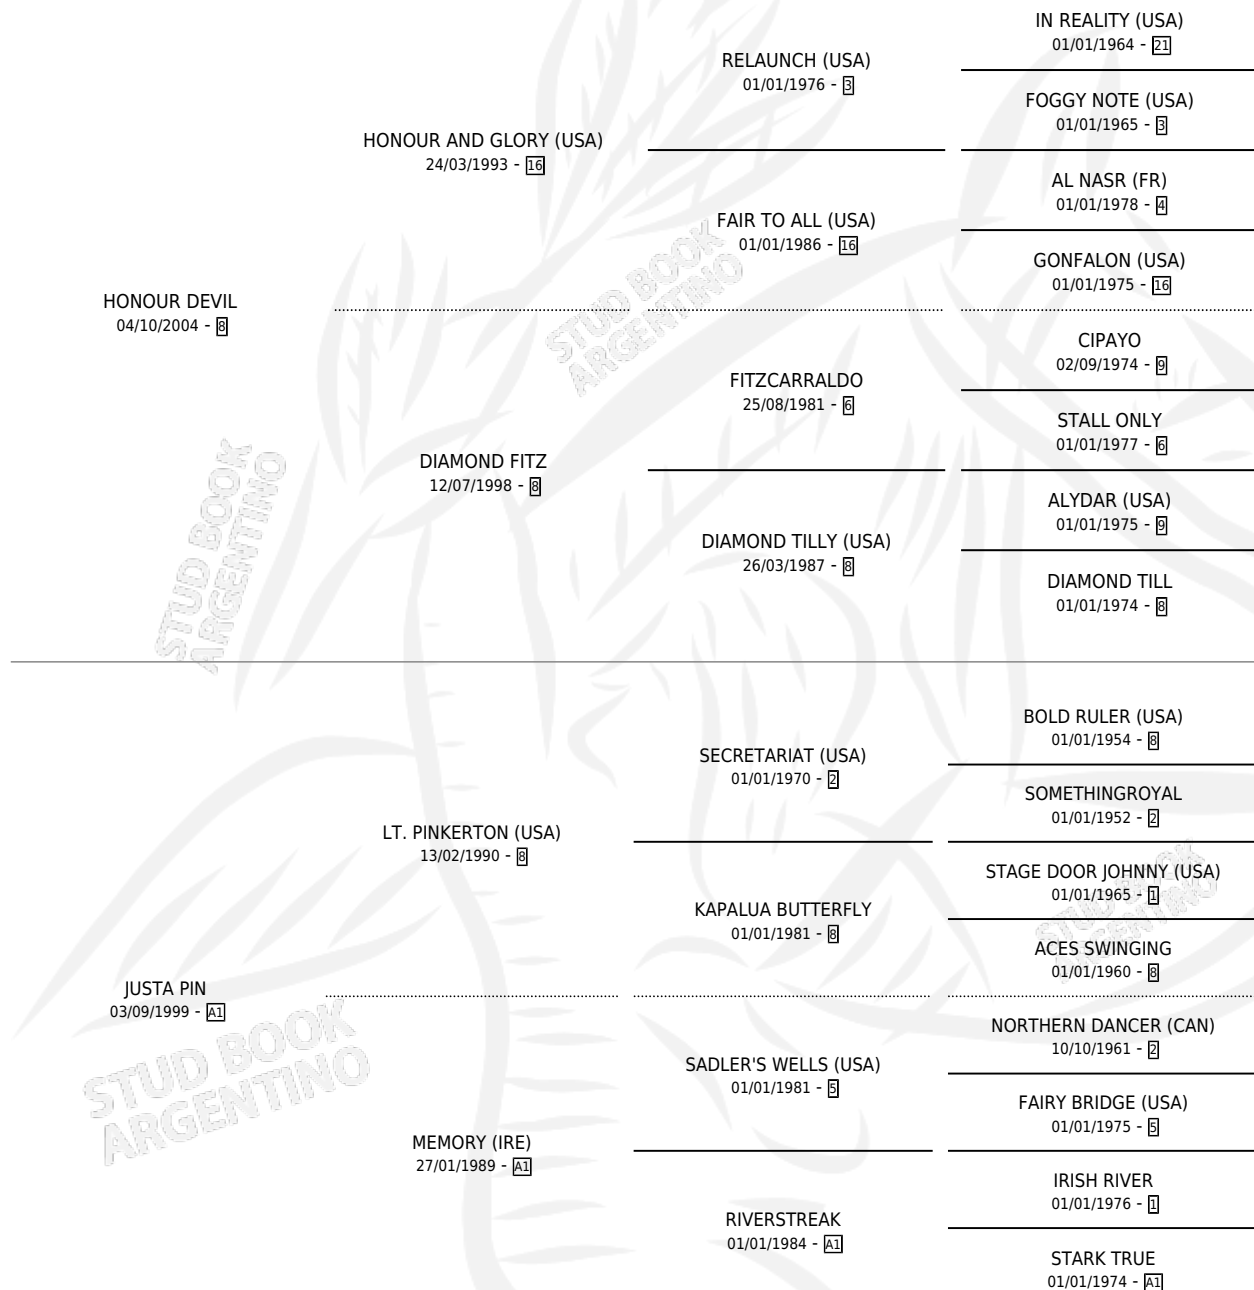 IN REALITY (USA)
01/01/1964 - 21
RELAUNCH (USA)
01/01/1976 - 3
FOGGY NOTE (USA)
01/01/1965 - 3
HONOUR AND GLORY (USA)
24/03/1993 - 16
AL NASR (FR)
01/01/1978 - 4
FAIR TO ALL (USA)
01/01/1986 - 16
GONFALON (USA)
01/01/1975 - 16
HONOUR DEVIL
04/10/2004 - 8
CIPAYO
02/09/1974 - 9
FITZCARRALDO
25/08/1981 - 6
STALL ONLY
01/01/1977 - 6
DIAMOND FITZ
12/07/1998 - 8
ALYDAR (USA)
01/01/1975 - 9
DIAMOND TILLY (USA)
26/03/1987 - 8
DIAMOND TILL
01/01/1974 - 8
BOLD RULER (USA)
01/01/1954 - 8
SECRETARIAT (USA)
01/01/1970 - 2
SOMETHINGROYAL
01/01/1952 - 2
LT. PINKERTON (USA)
13/02/1990 - 8
STAGE DOOR JOHNNY (USA)
01/01/1965 - 1
KAPALUA BUTTERFLY
01/01/1981 - 8
ACES SWINGING
01/01/1960 - 8
JUSTA PIN
03/09/1999 - A1
NORTHERN DANCER (CAN)
10/10/1961 - 2
SADLER'S WELLS (USA)
01/01/1981 - 5
FAIRY BRIDGE (USA)
01/01/1975 - 5
MEMORY (IRE)
27/01/1989 - A1
IRISH RIVER
01/01/1976 - 1
RIVERSTREAK
01/01/1984 - A1
STARK TRUE
01/01/1974 - A1
STUD BOOK
ARGENTINO
STUD BOOK
ARGENTINO
STUD BOOK
ARGENTINO
STUD BOOK
ARGENTINO